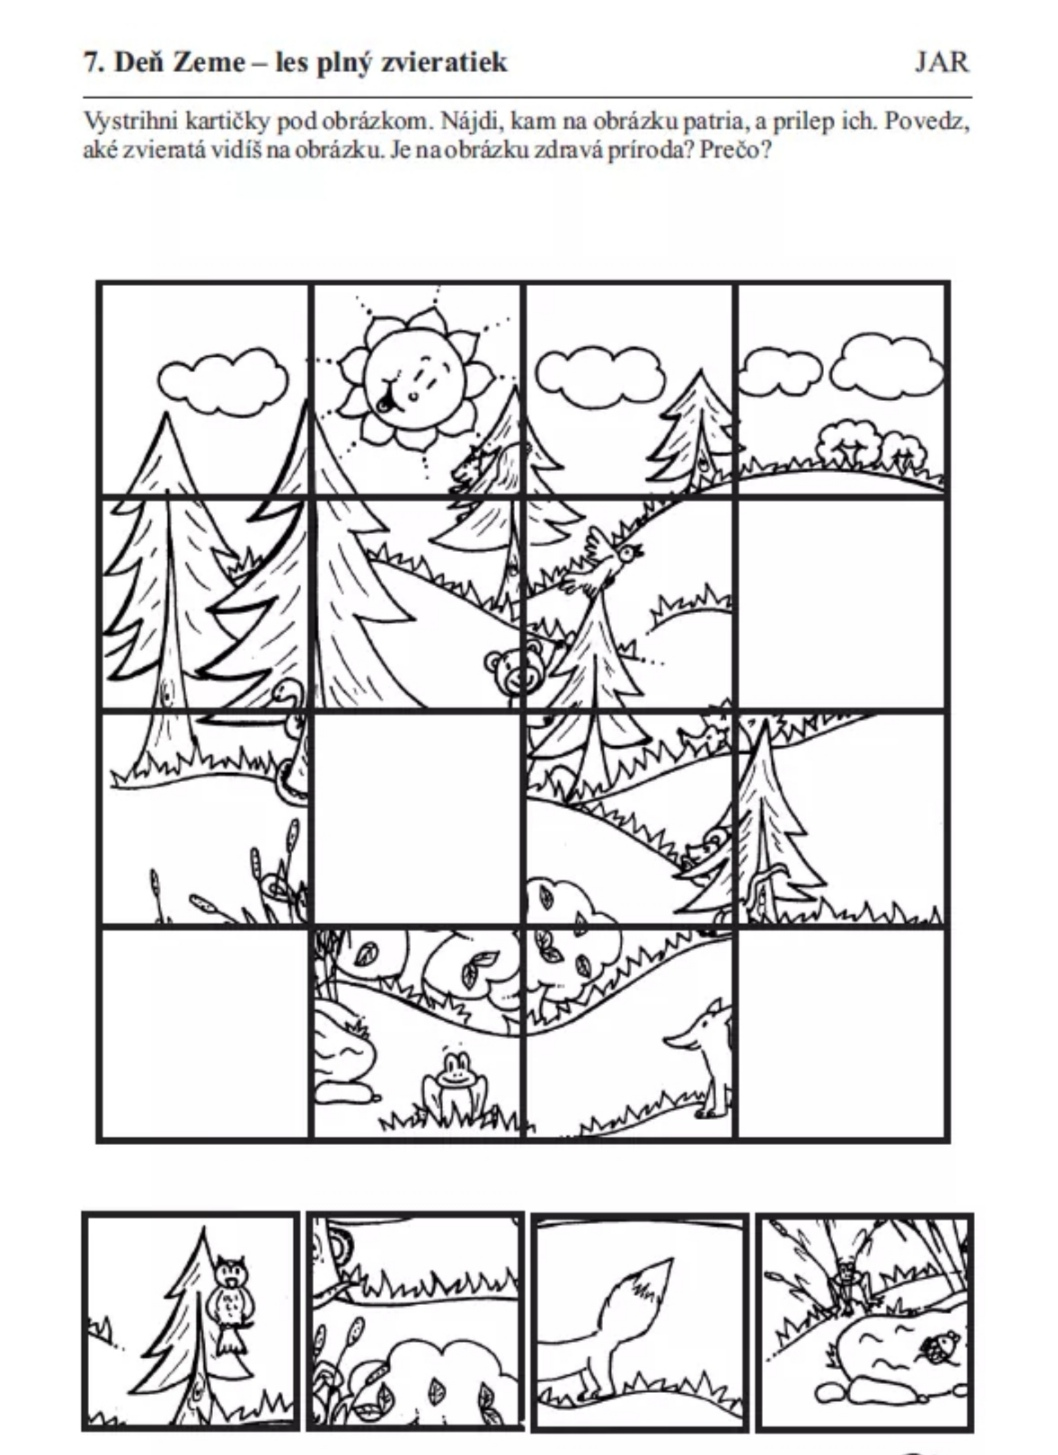 7. Deň Zeme – les plný zvieratiek JAR
Vystrihni kartičky pod obrázkom. Nájdi, kam na obrázku patria, a prilep ich. Povedz,
aké zvieratá vidíš na obrázku. Je na obrázku zdravá príroda? Prečo?